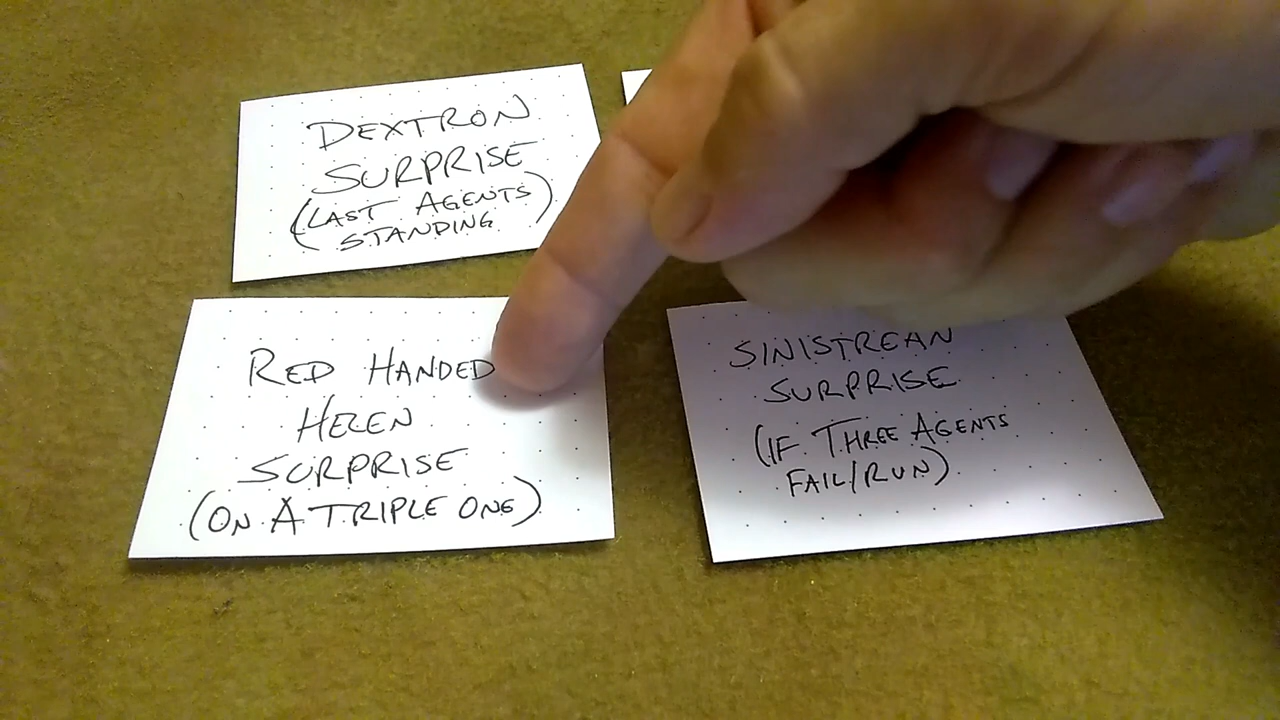 DEXTRON
SURPRISE
(LAST AGENTS
STANDING)
RED HANDED
HELEN
SURPRISE
(ON A TRIPLE ONE)
SINISTREAN
SURPRISE
(IF THREE AGENTS
FAIL/RUN)